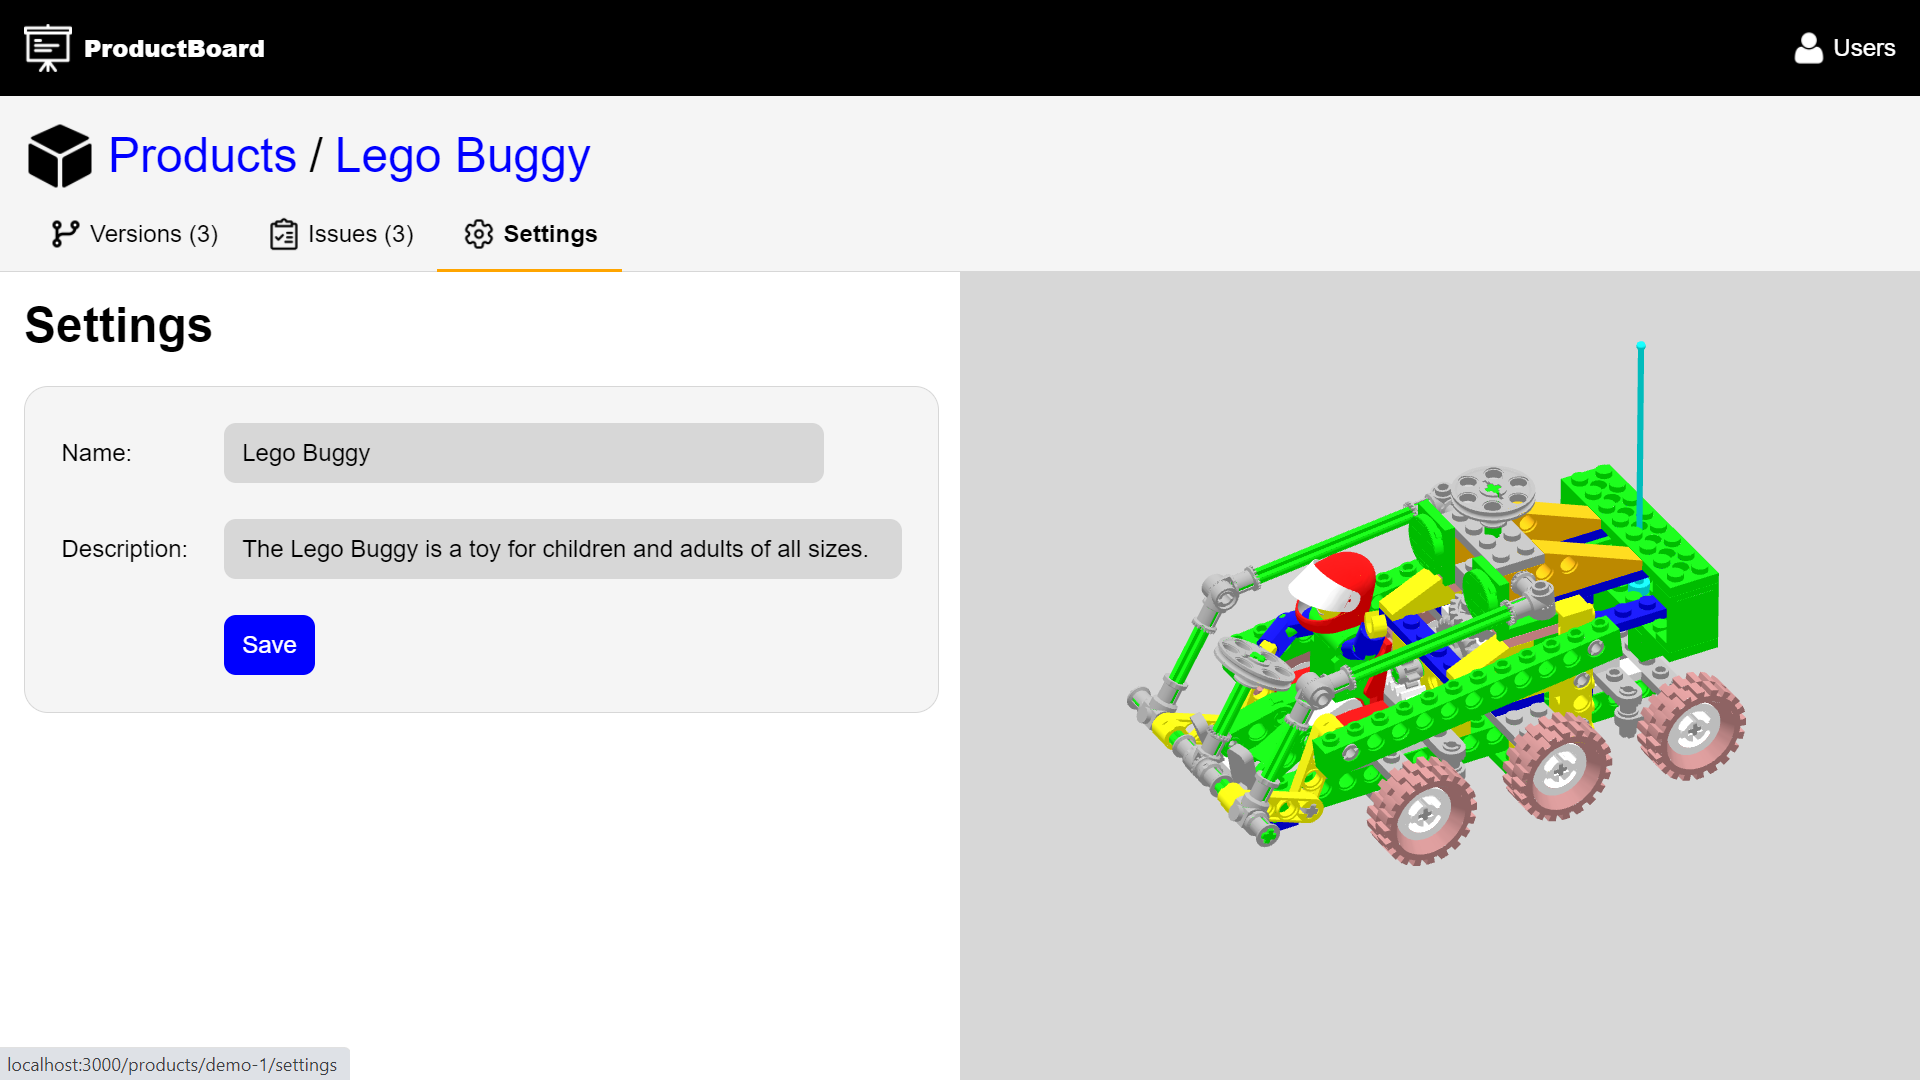 ProductBoard
Users
Products / Lego Buggy
Versions (3)
Issues (3)
Settings
Settings
Name:
Lego Buggy
Description:
The Lego Buggy is a toy for children and adults of all sizes.
Save
localhost:3000/products/demo-1/settings